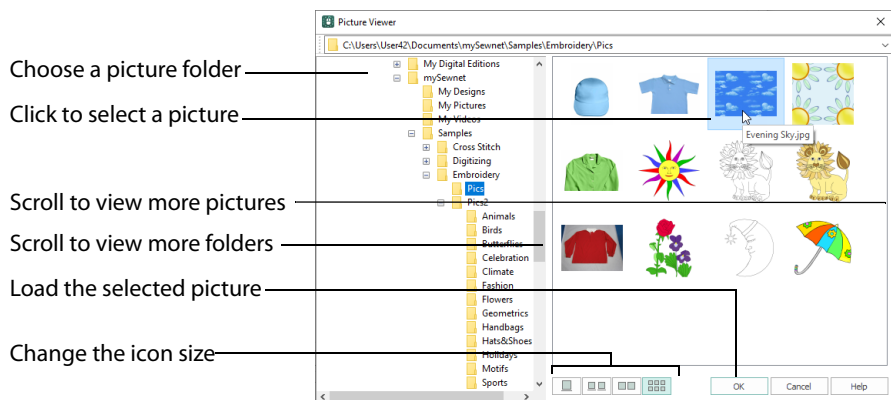 Picture Viewer
C:\Users\User42\Documents\mySewnet\Samples\Embroidery\Pics
Choose a picture folder
Click to select a picture
Scroll to view more pictures
Scroll to view more folders
Load the selected picture
Change the icon size
My Digital Editions
mySewnet
My Designs
My Pictures
My Videos
Samples
Cross Stitch
Digitizing
Embroidery
Pics
Pics2
Animals
Birds
Butterflies
Celebration
Climate
Fashion
Flowers
Geometrics
Handbags
Hats&Shoes
Holidays
Motifs
Sports
Evening Sky.jpg
OK
Cancel
Help